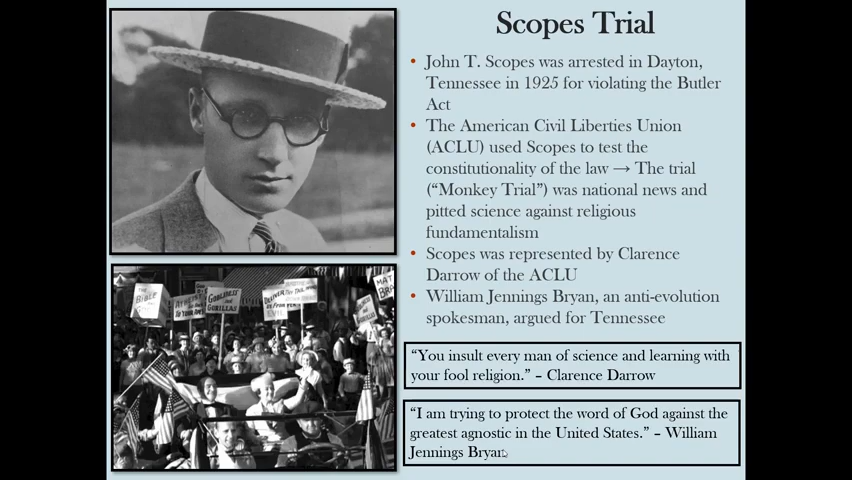 Scopes Trial
• John T. Scopes was arrested in Dayton,
Tennessee in 1925 for violating the Butler
Act
• The American Civil Liberties Union
(ACLU) used Scopes to test the
constitutionality of the law → The trial
(“Monkey Trial”) was national news and
pitted science against religious
fundamentalism
• Scopes was represented by Clarence
Darrow of the ACLU
• William Jennings Bryan, an anti-evolution
spokesman, argued for Tennessee
“You insult every man of science and learning with
your fool religion.” – Clarence Darrow
“I am trying to protect the word of God against the
greatest agnostic in the United States.” – William
Jennings Bryan
THE
BIBLE
GODLINESS
and
GORILLAS